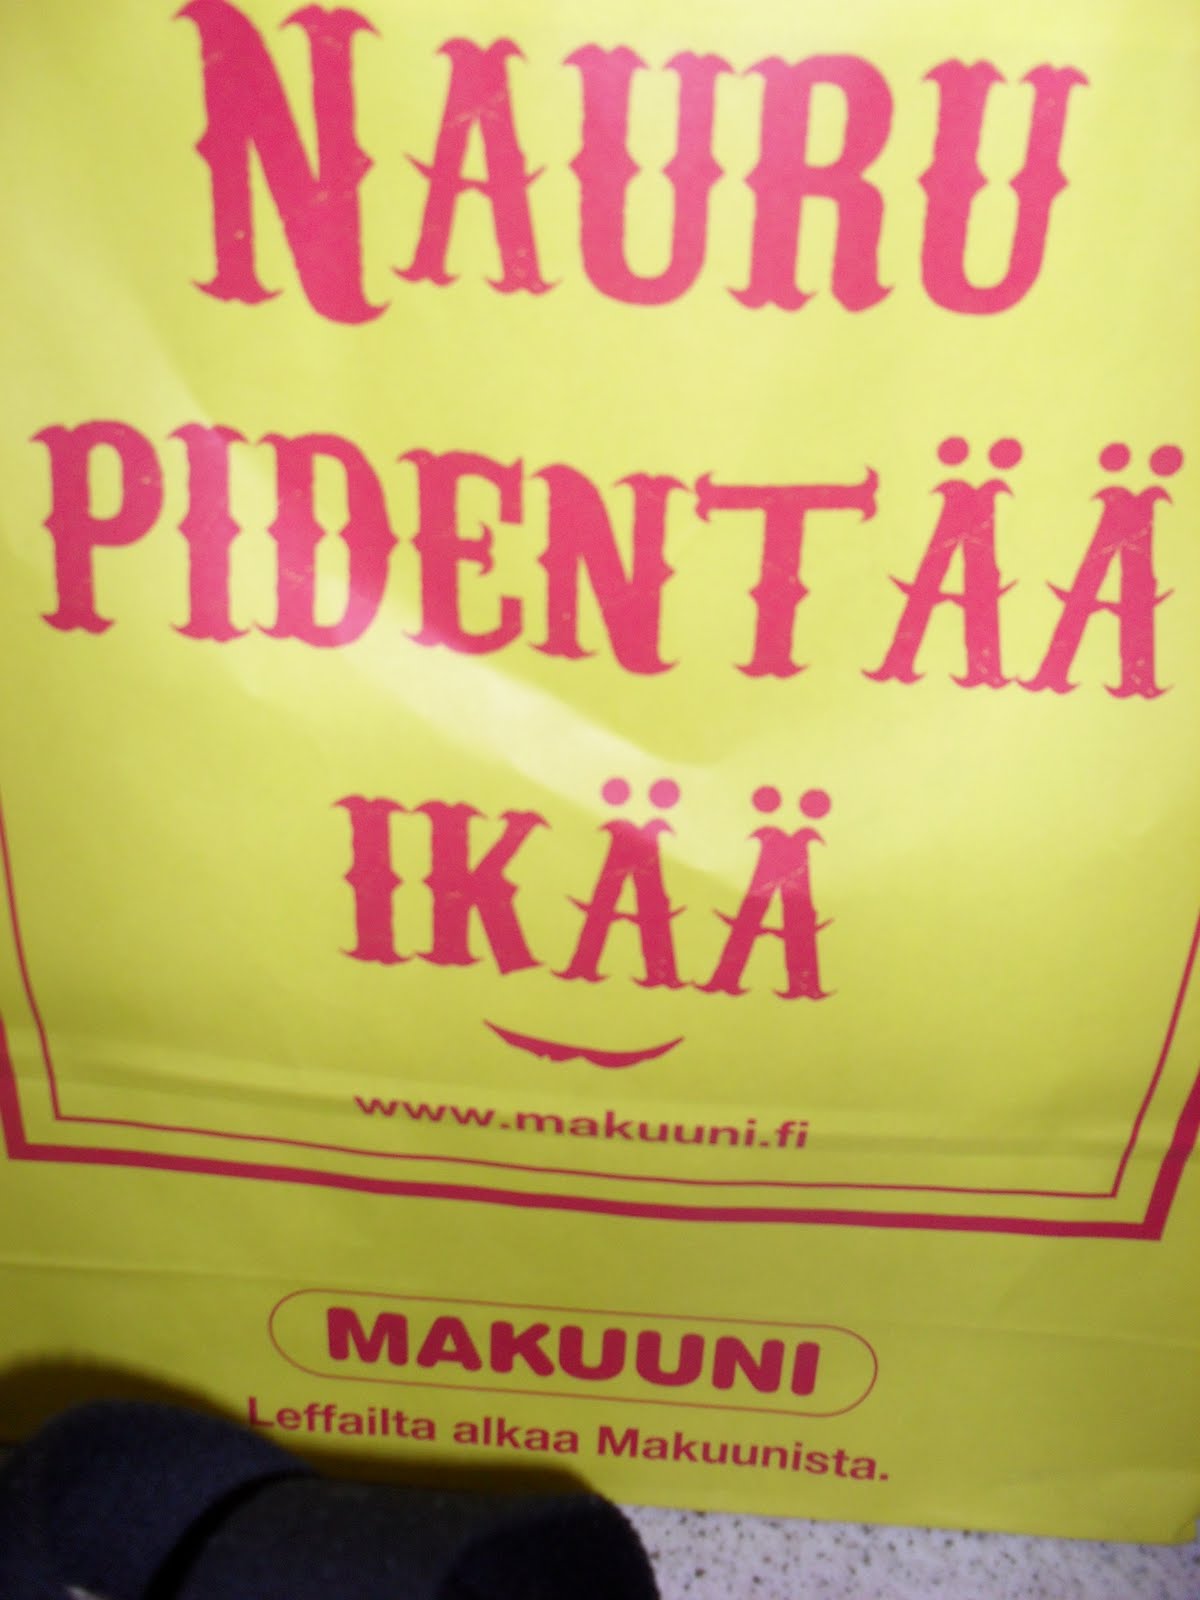 NAURU
PIDENTÄÄ
IKÄÄ
www.makuuni.fi
MAKUUNI
Leffailta alkaa Makuunista.